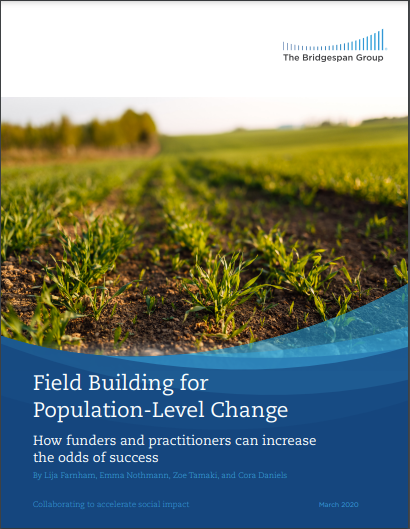 The Bridgespan Group
Field Building for
Population-Level Change
How funders and practitioners can increase
the odds of success
By Lija Farnham, Emma Nothmann, Zoe Tamaki, and Cora Daniels
Collaborating to accelerate social impact
March 2020